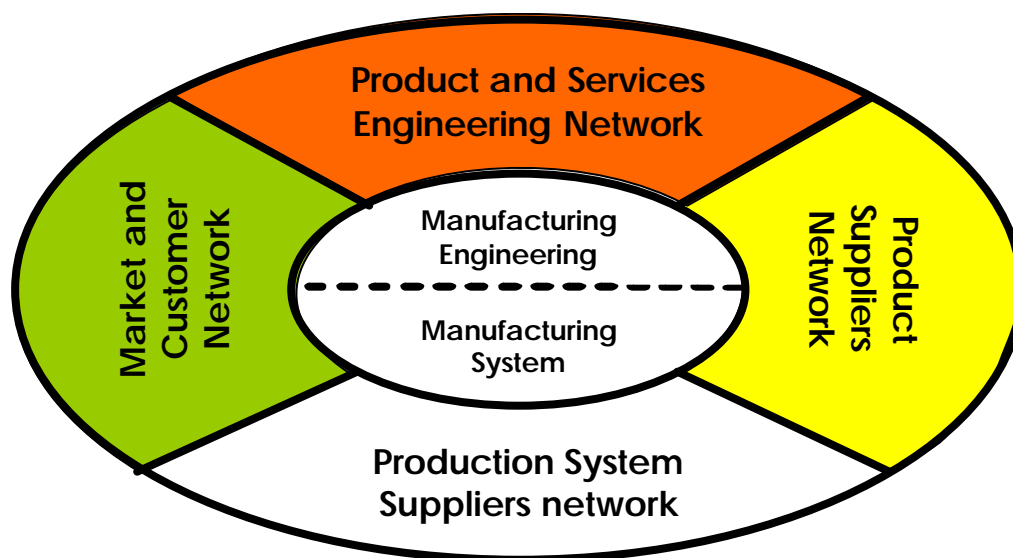 Product and Services
Engineering Network
Market and
Customer
Network
Manufacturing
Engineering
Manufacturing
System
Product
Suppliers
Network
Production System
Suppliers network